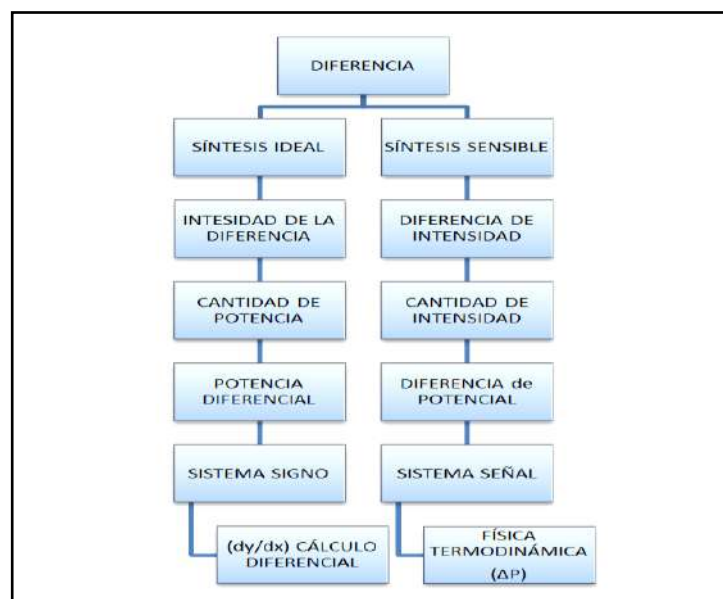 DIFERENCIA
SÍNTESIS IDEAL
SÍNTESIS SENSIBLE
INTESIDAD DE LA
DIFERENCIA
DIFERENCIA DE
INTENSIDAD
CANTIDAD DE
POTENCIA
CANTIDAD DE
INTENSIDAD
POTENCIA
DIFERENCIAL
DIFERENCIA de
POTENCIAL
SISTEMA SIGNO
SISTEMA SEÑAL
(dy/dx) CÁLCULO
DIFERENCIAL
FÍSICA
TERMODINÁMICA
(ΔP)